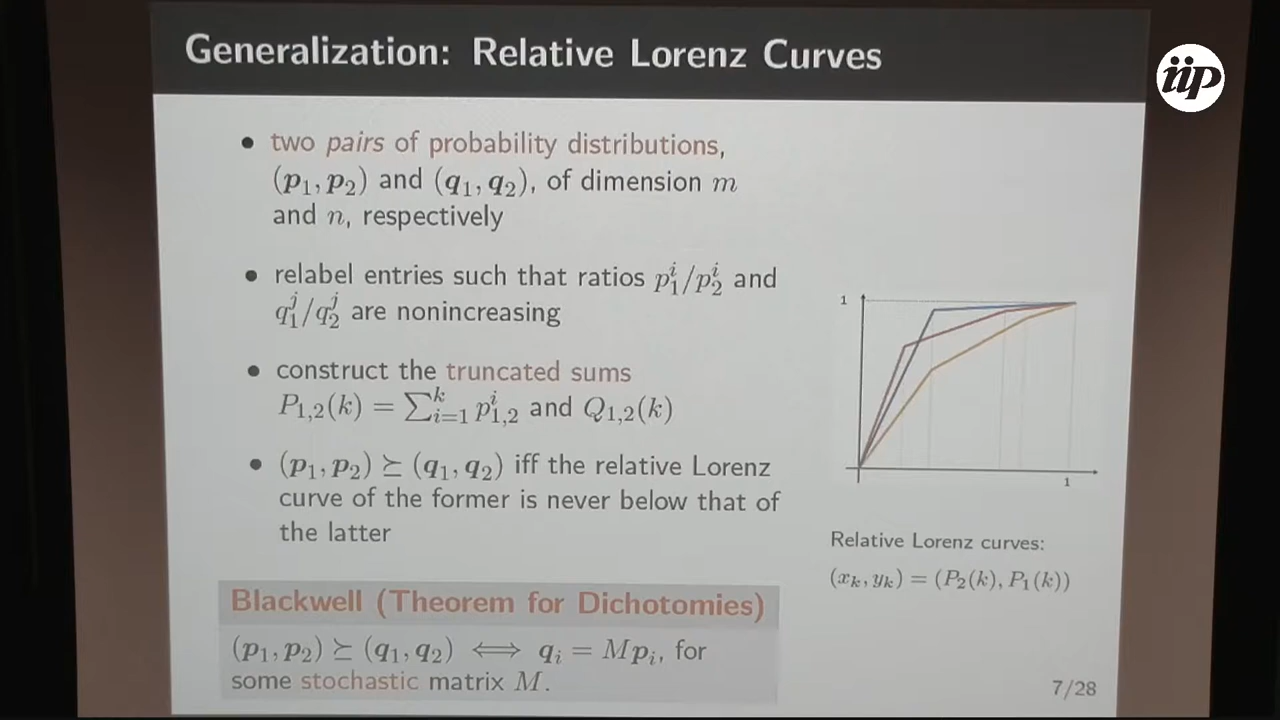 Generalization: Relative Lorenz Curves
iip
• two pairs of probability distributions,
(p₁, p₂) and (q₁, q₂), of dimension m
and n, respectively
• relabel entries such that ratios p₁ⁱ/p₂ⁱ and
q₁ʲ/q₂ʲ are nonincreasing
• construct the truncated sums
P₁,₂(k) = ∑ᵢ₌₁ᵏ pⁱ₁,₂ and Q₁,₂(k)
• (p₁, p₂) ⪰ (q₁, q₂) iff the relative Lorenz
curve of the former is never below that of
the latter
1
1
Relative Lorenz curves:
(xₖ, yₖ) = (P₂(k), P₁(k))
Blackwell (Theorem for Dichotomies)
(p₁, p₂) ⪰ (q₁, q₂) ⟺ qᵢ = Mpᵢ, for
some stochastic matrix M.
7/28